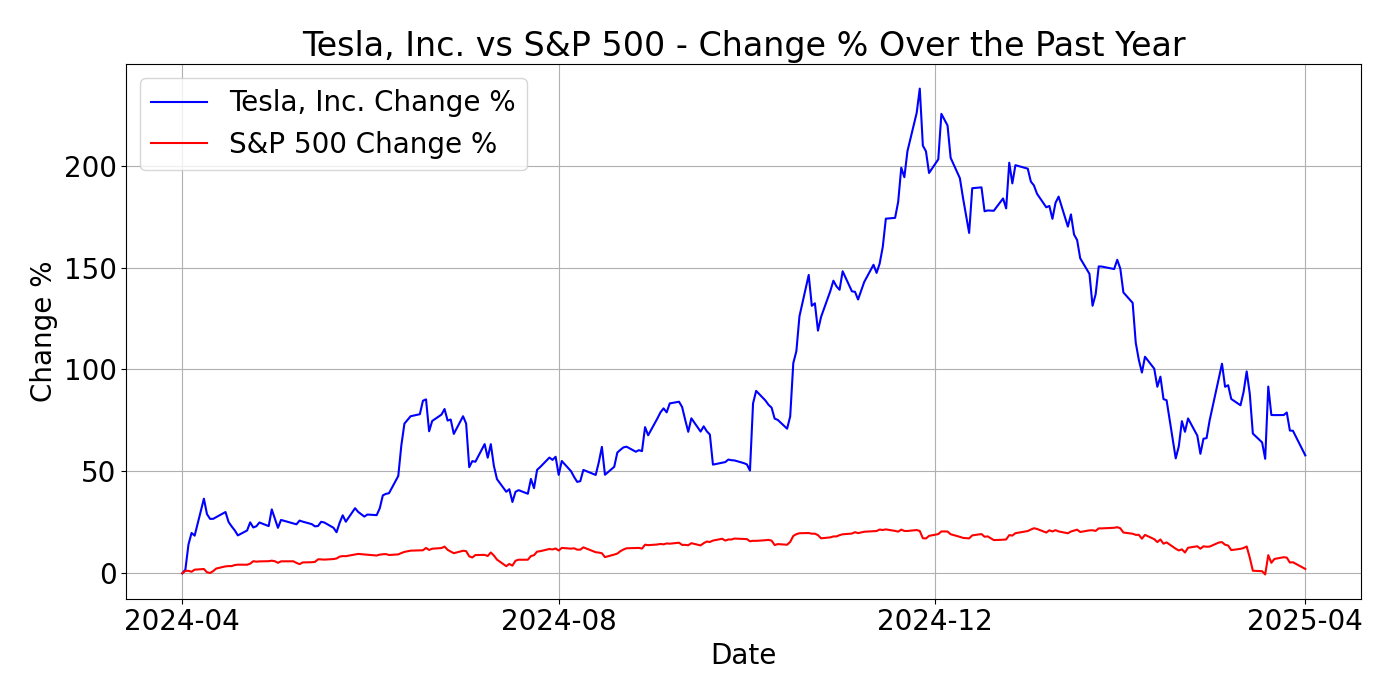 Tesla, Inc. vs S&P 500 - Change % Over the Past Year
Tesla, Inc. Change %
S&P 500 Change %
200
150
100
50
0
Change %
2024-04
2024-08
2024-12
2025-04
Date